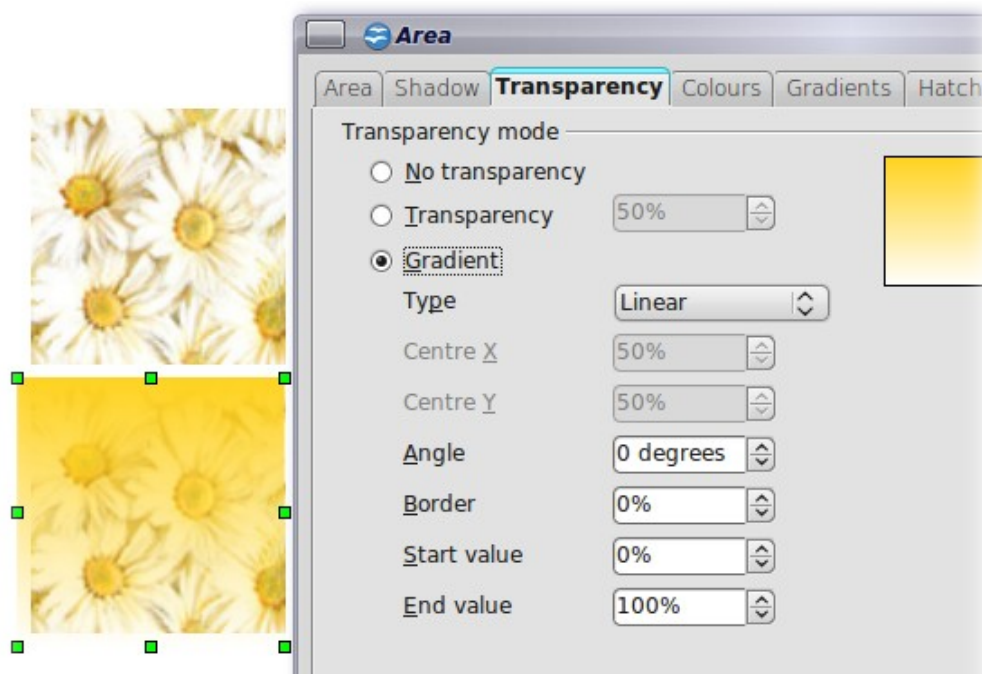 Area
Area Shadow Transparency Colours Gradients Hatch
Transparency mode
No transparency
Transparency 50%
Gradient
Type Linear
Centre X 50%
Centre Y 50%
Angle 0 degrees
Border 0%
Start value 0%
End value 100%